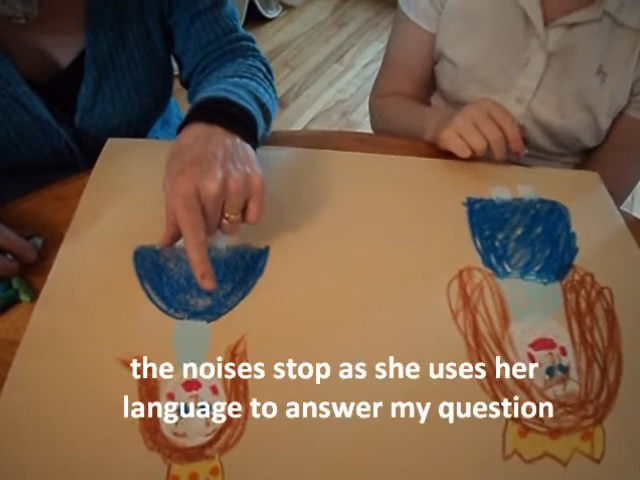 the noises stop as she uses her
language to answer my question